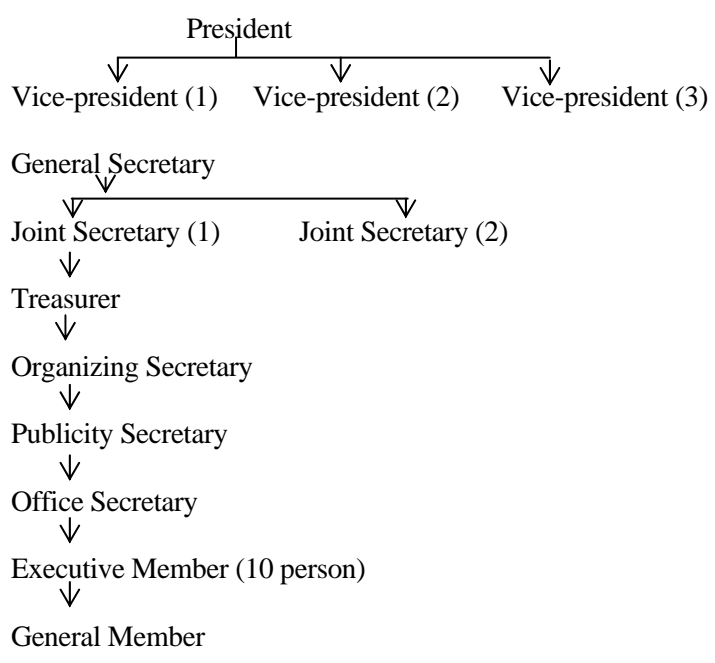 President
Vice-president (1) Vice-president (2) Vice-president (3)
General Secretary
Joint Secretary (1) Joint Secretary (2)
Treasurer
Organizing Secretary
Publicity Secretary
Office Secretary
Executive Member (10 person)
General Member